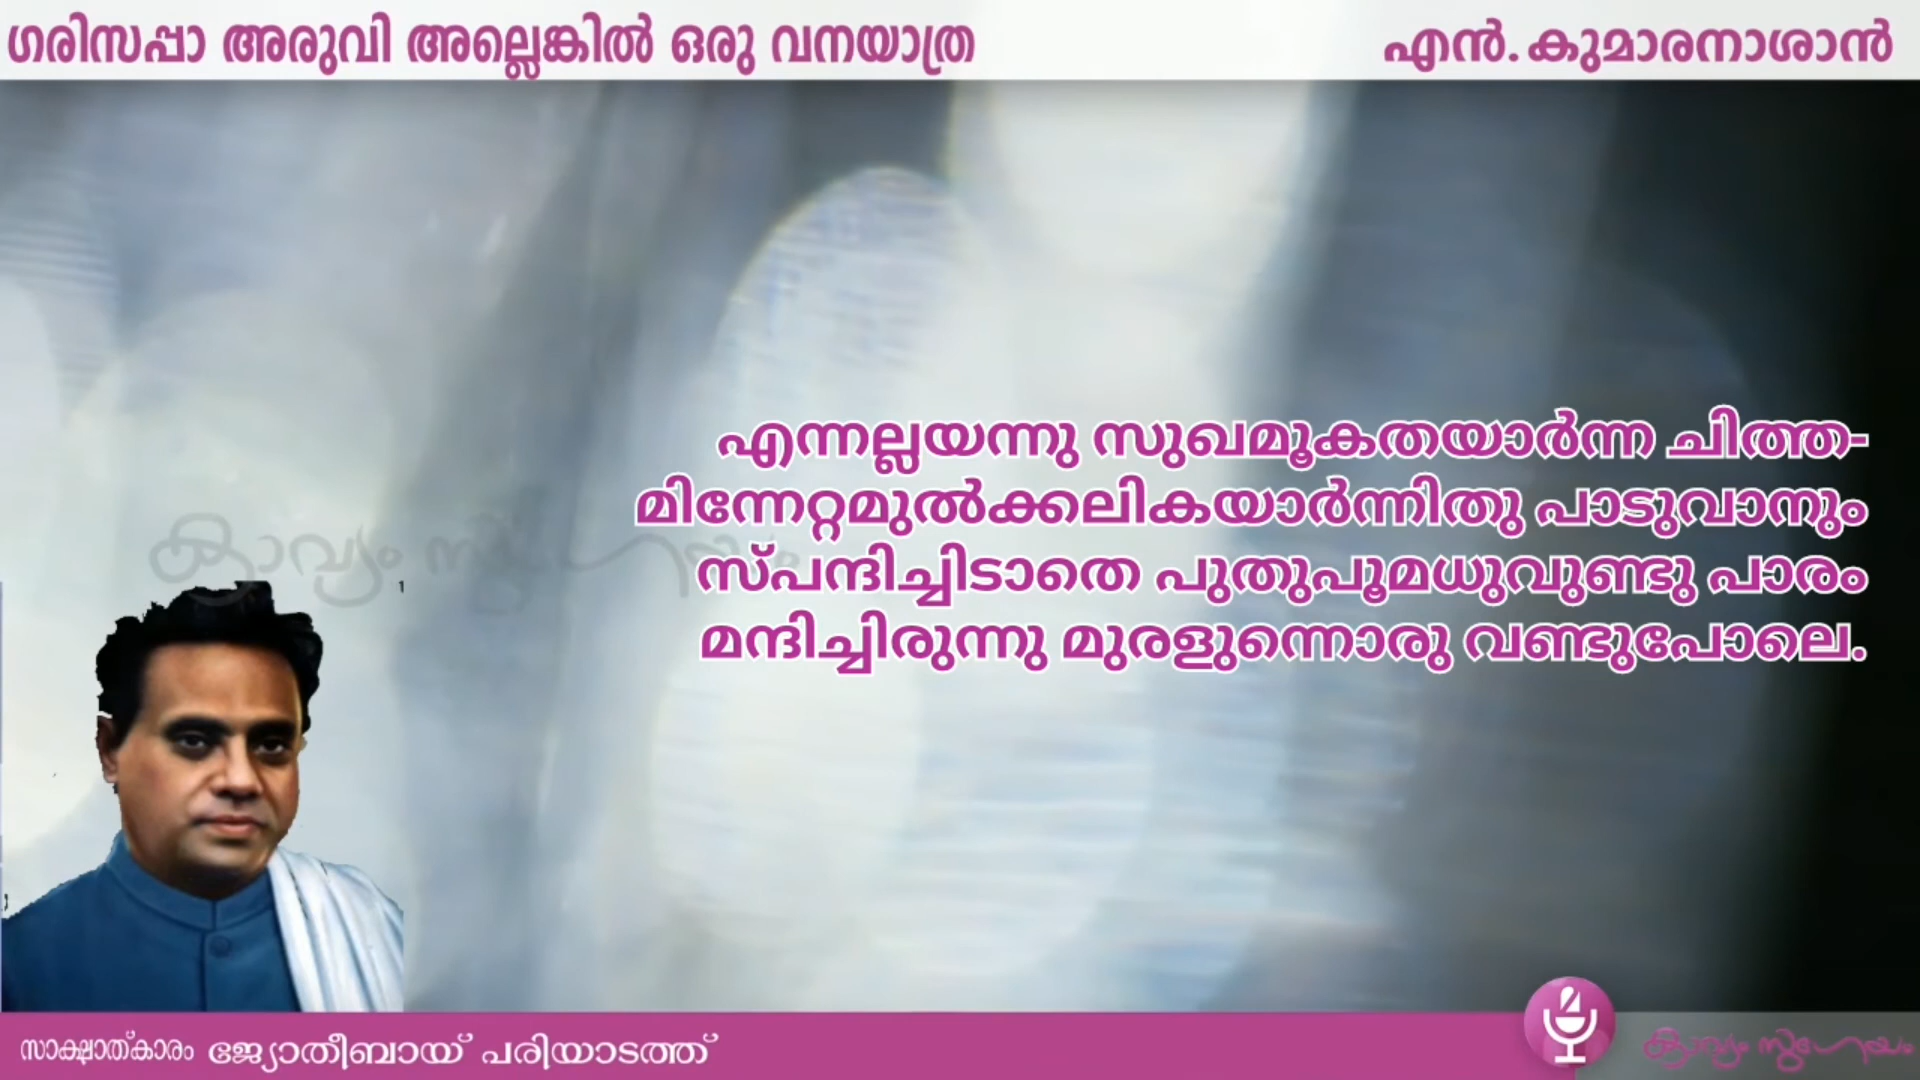 ഗരിസപ്പാ അരുവി അല്ലെങ്കിൽ ഒരു വനയാത്ര
എൻ.കുമാരനാശാൻ
എന്നല്ലയന്നു സുഖമൂകതയാർന്ന ചിത്ത-
മിന്നേറ്റമുൽക്കലികയാർന്നിതു പാടുവാനും
സ്പന്ദിച്ചിടാതെ പുതുപൂമധുവുണ്ടു പാരം
മന്ദിച്ചിരുന്നു മുരളുന്നൊരു വണ്ടുപോലെ.
കാവ്യം സുഗേയം
സാക്ഷാത്കാരം ജ്യോതീബായ് പരിയാടത്ത്
കാവ്യം സുഗേയം